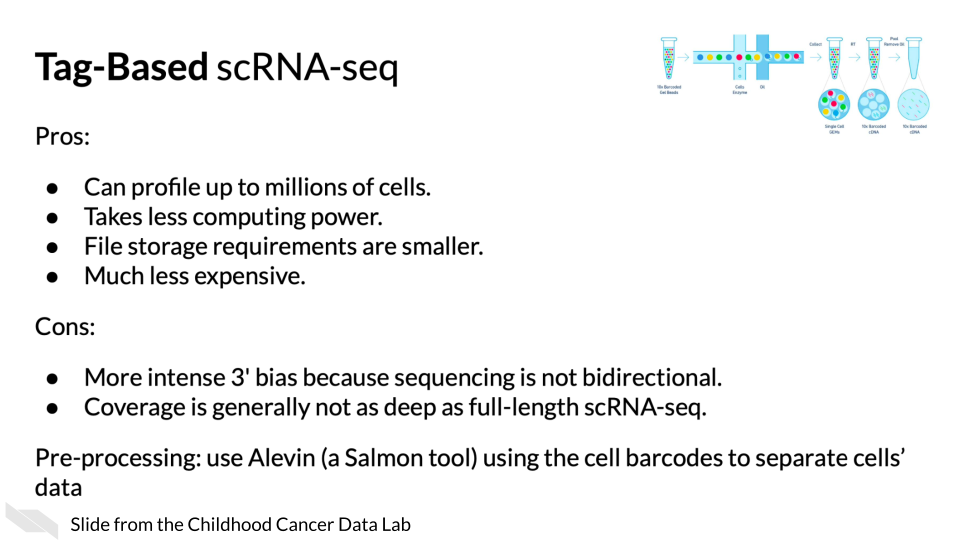 Tag-Based scRNA-seq
10x Barcoded
Gel Beads
Cells
Enzyme
Oil
Collect
RT
Pool
Remove Oil
Single Cell
GEMs
10x Barcoded
cDNA
10x Barcoded
cDNA
Pros:
● Can profile up to millions of cells.
● Takes less computing power.
● File storage requirements are smaller.
● Much less expensive.
Cons:
● More intense 3' bias because sequencing is not bidirectional.
● Coverage is generally not as deep as full-length scRNA-seq.
Pre-processing: use Alevin (a Salmon tool) using the cell barcodes to separate cells’
data
Slide from the Childhood Cancer Data Lab